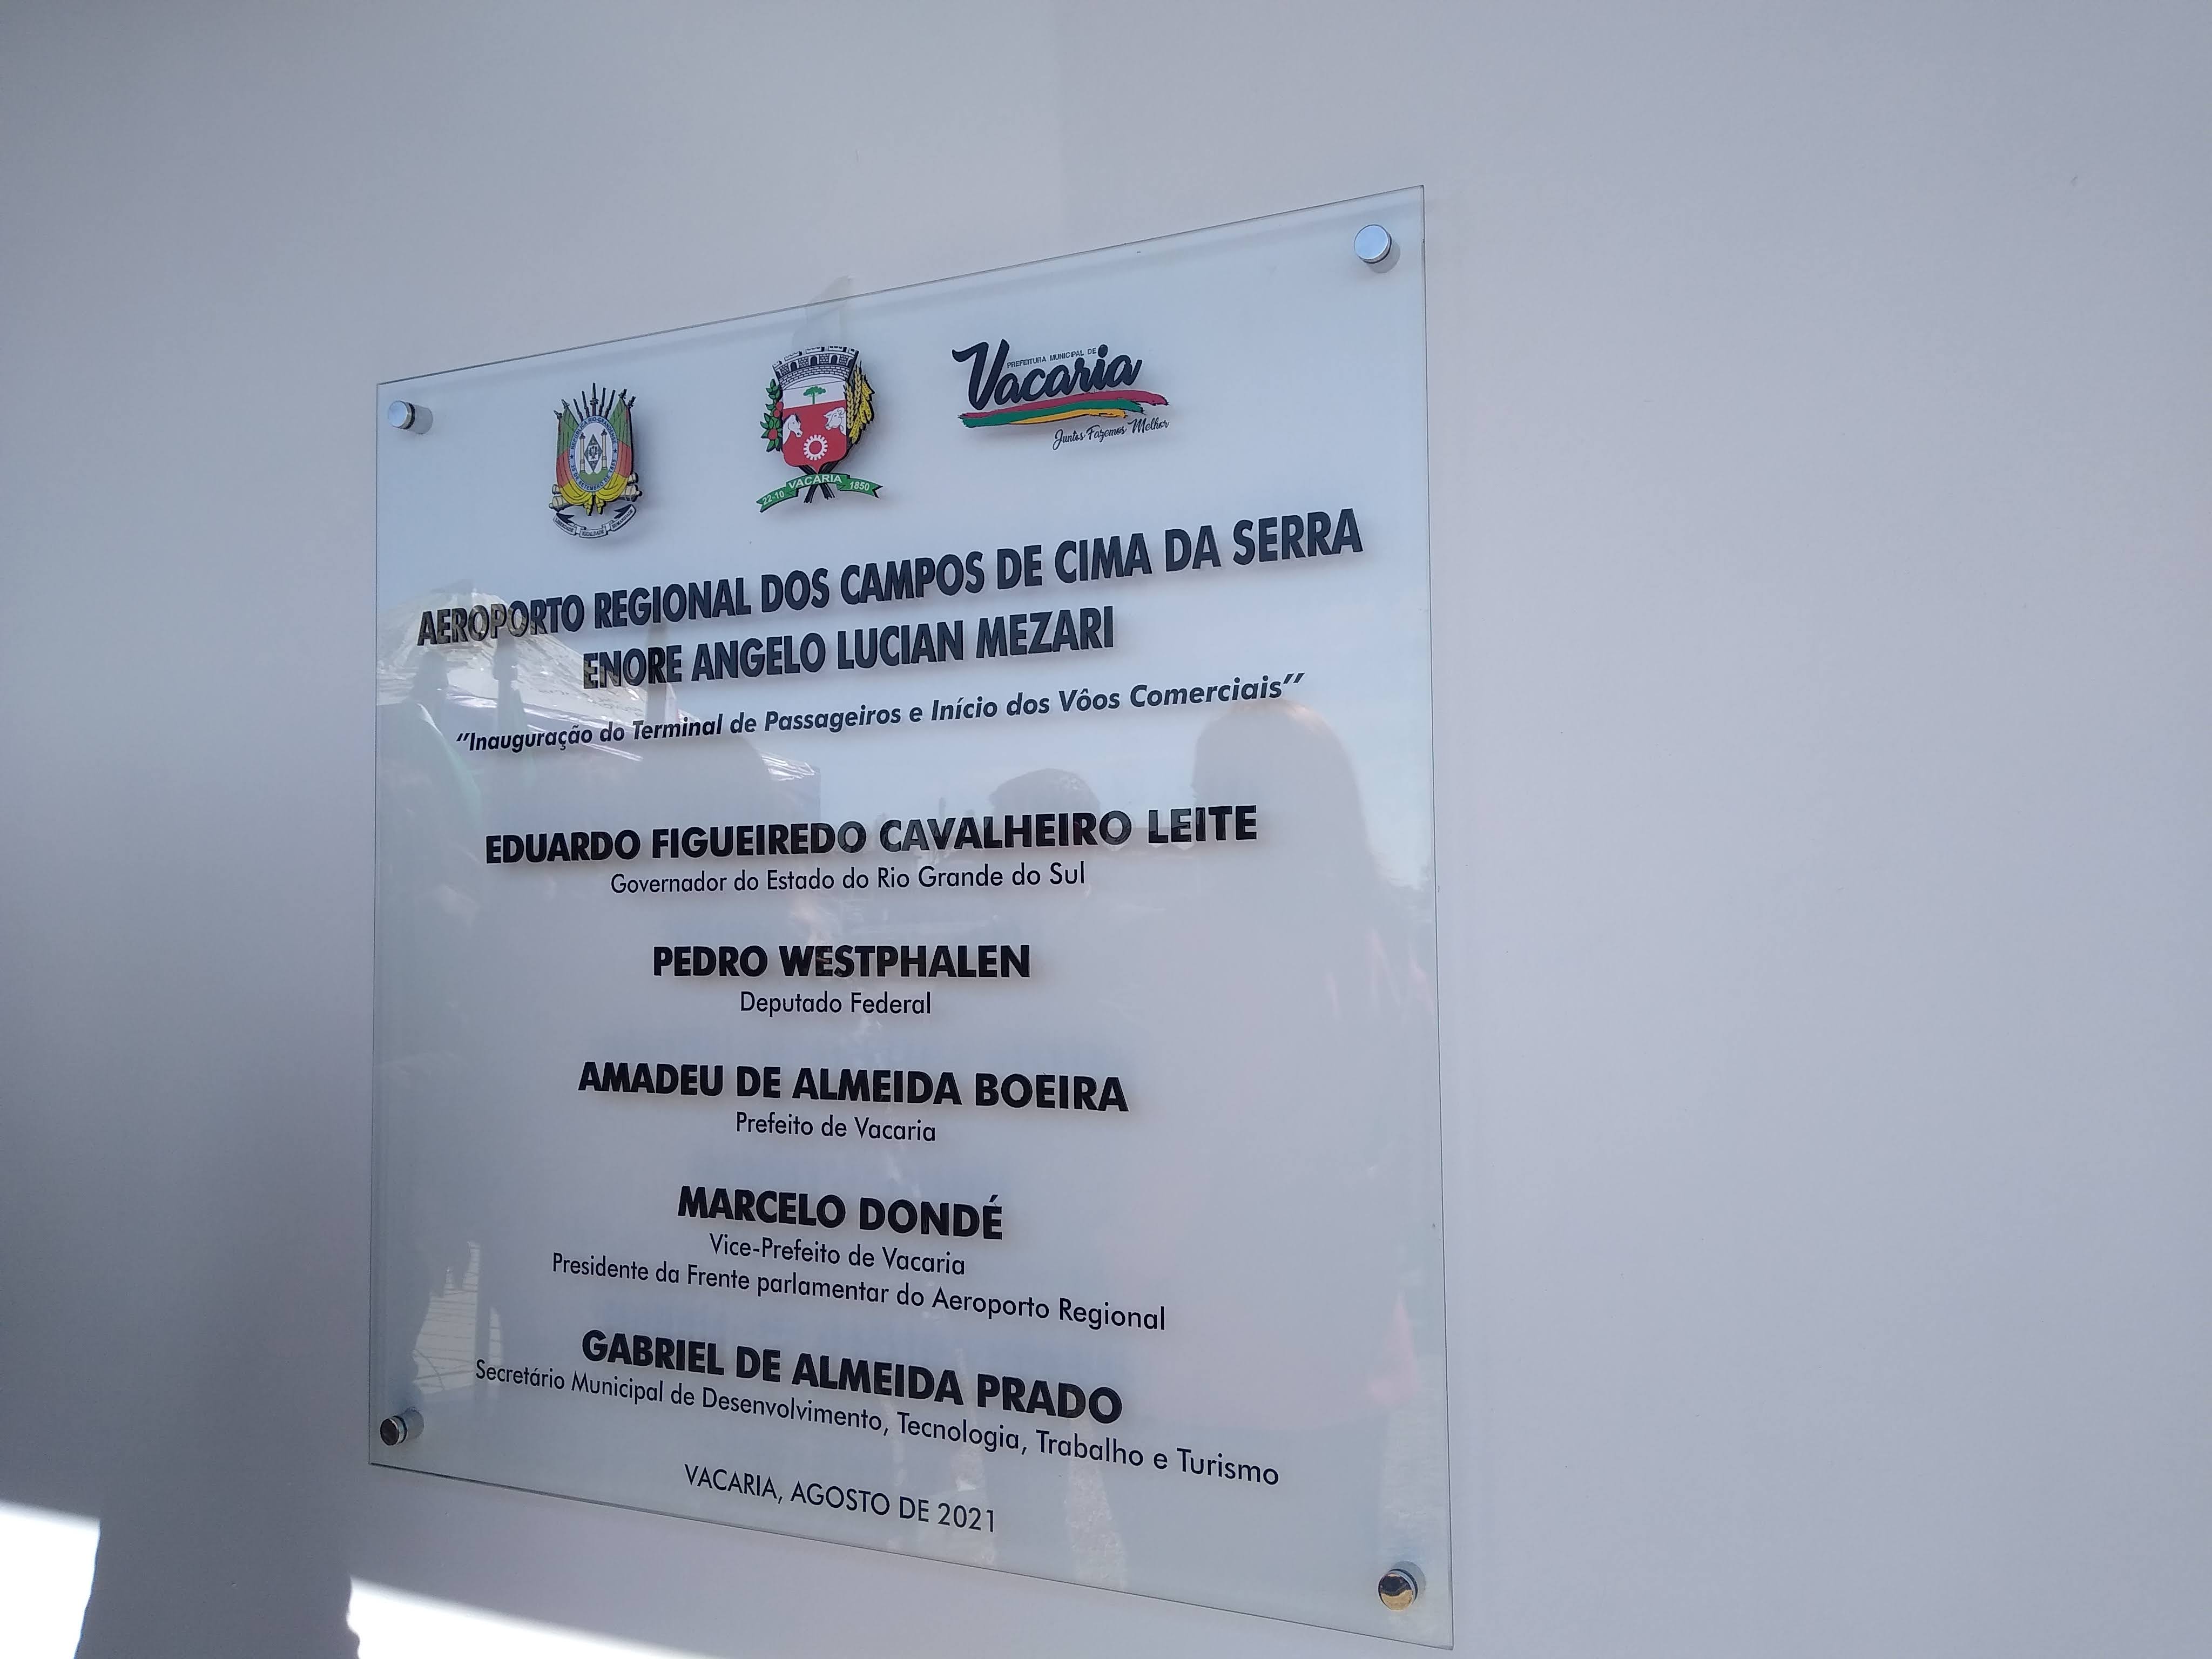 PREFEITURA MUNICIPAL DE
Vacaria
Juntos Fazemos Melhor
22-10 VACARIA 1850
AEROPORTO REGIONAL DOS CAMPOS DE CIMA DA SERRA
ENORE ANGELO LUCIAN MEZARI
"Inauguração do Terminal de Passageiros e Início dos Vôos Comerciais"
EDUARDO FIGUEIREDO CAVALHEIRO LEITE
Governador do Estado do Rio Grande do Sul
PEDRO WESTPHALEN
Deputado Federal
AMADEU DE ALMEIDA BOEIRA
Prefeito de Vacaria
MARCELO DONDÉ
Vice-Prefeito de Vacaria
Presidente da Frente parlamentar do Aeroporto Regional
GABRIEL DE ALMEIDA PRADO
Secretário Municipal de Desenvolvimento, Tecnologia, Trabalho e Turismo
VACARIA, AGOSTO DE 2021